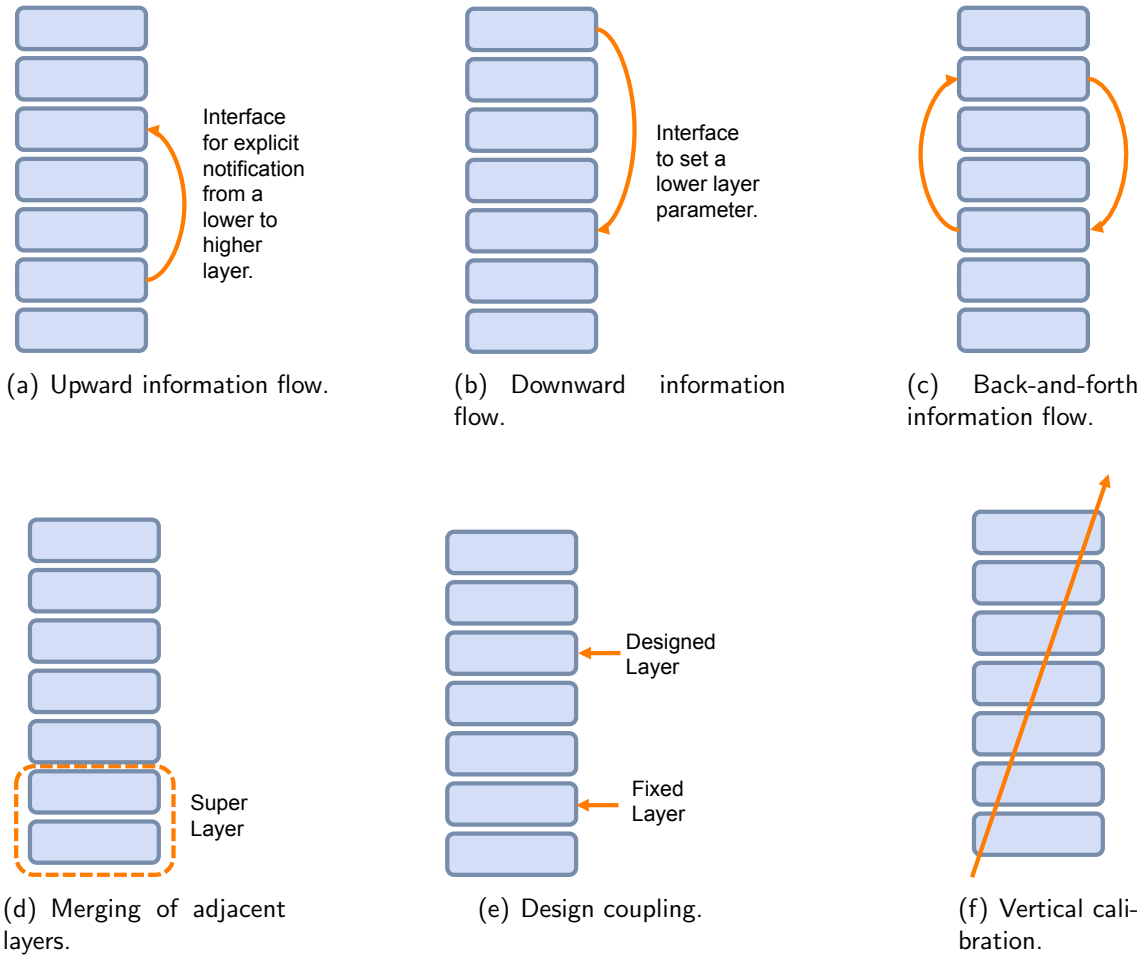 Interface
for explicit
notification
from a
lower to
higher
layer.
Interface
to set a
lower layer
parameter.
(a) Upward information flow.
(b) Downward information
flow.
(c) Back-and-forth
information flow.
Super
Layer
Designed
Layer
Fixed
Layer
(d) Merging of adjacent
layers.
(e) Design coupling.
(f) Vertical cali-
bration.